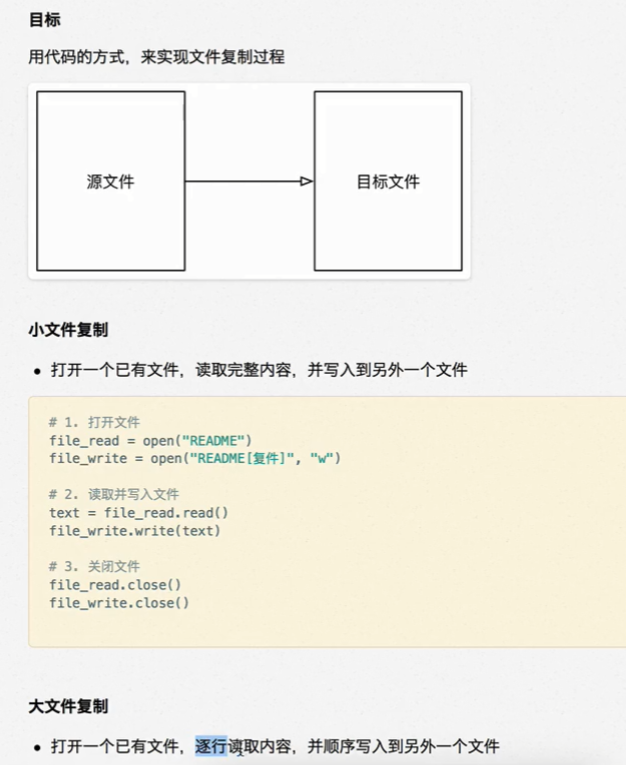 目标
用代码的方式，来实现文件复制过程
源文件
目标文件
小文件复制
• 打开一个已有文件，读取完整内容，并写入到另外一个文件
# 1. 打开文件
file_read = open("README")
file_write = open("README[复件]", "w")
# 2. 读取并写入文件
text = file_read.read()
file_write.write(text)
# 3. 关闭文件
file_read.close()
file_write.close()
大文件复制
• 打开一个已有文件，逐行读取内容，并顺序写入到另外一个文件